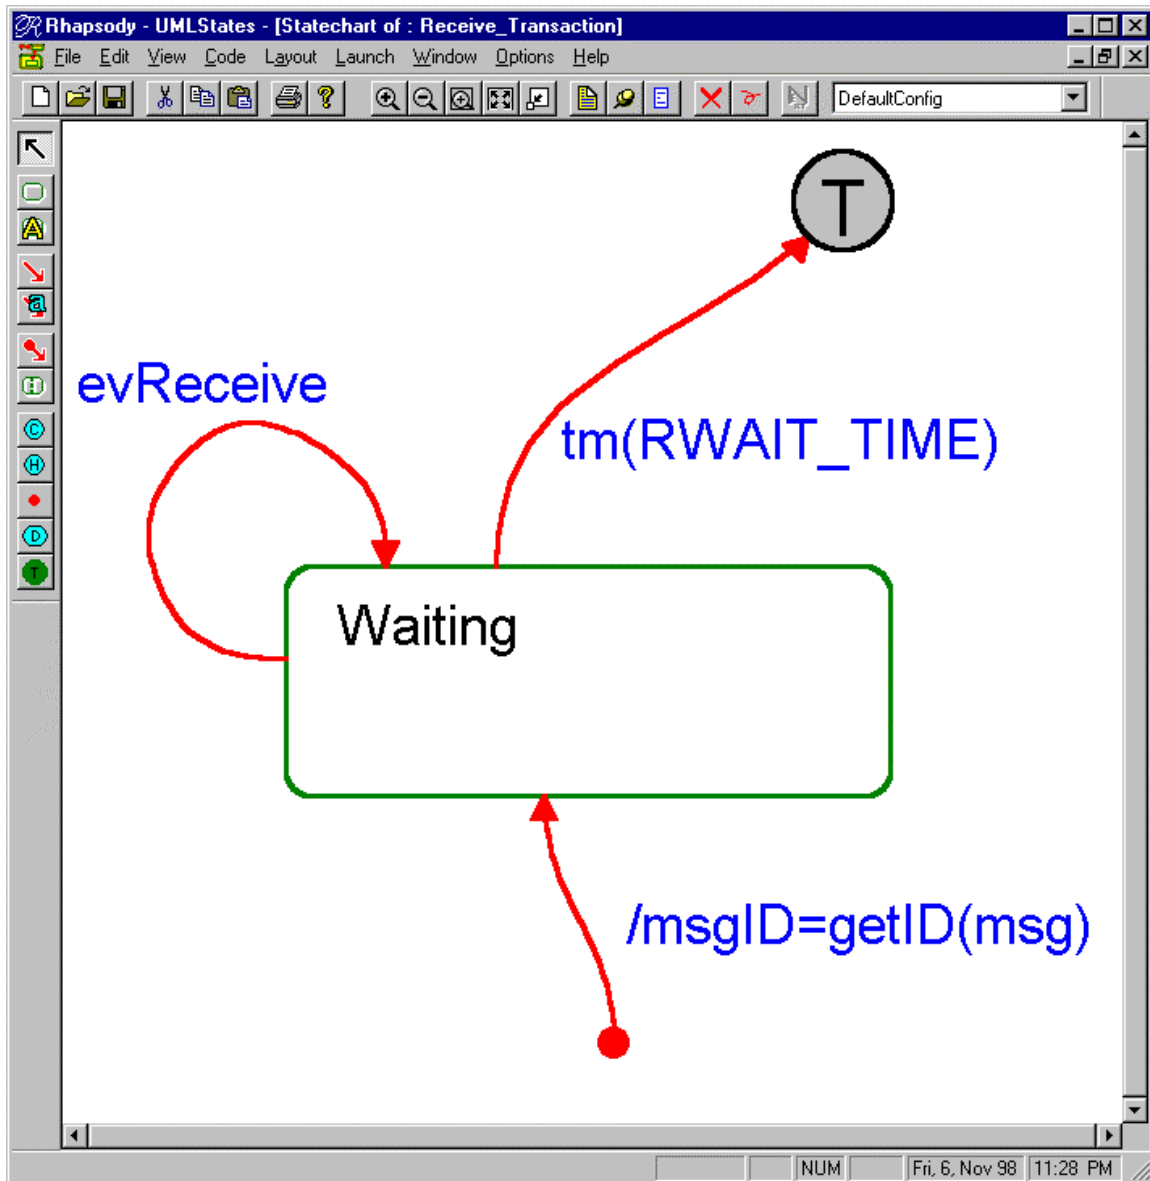 Rhapsody - UMLStates - [Statechart of : Receive_Transaction]
File Edit View Code Layout Launch Window Options Help
DefaultConfig
T
evReceive
tm(RWAIT_TIME)
Waiting
/msgID=getID(msg)
C
H
D
T
NUM Fri, 6, Nov 98 11:28 PM